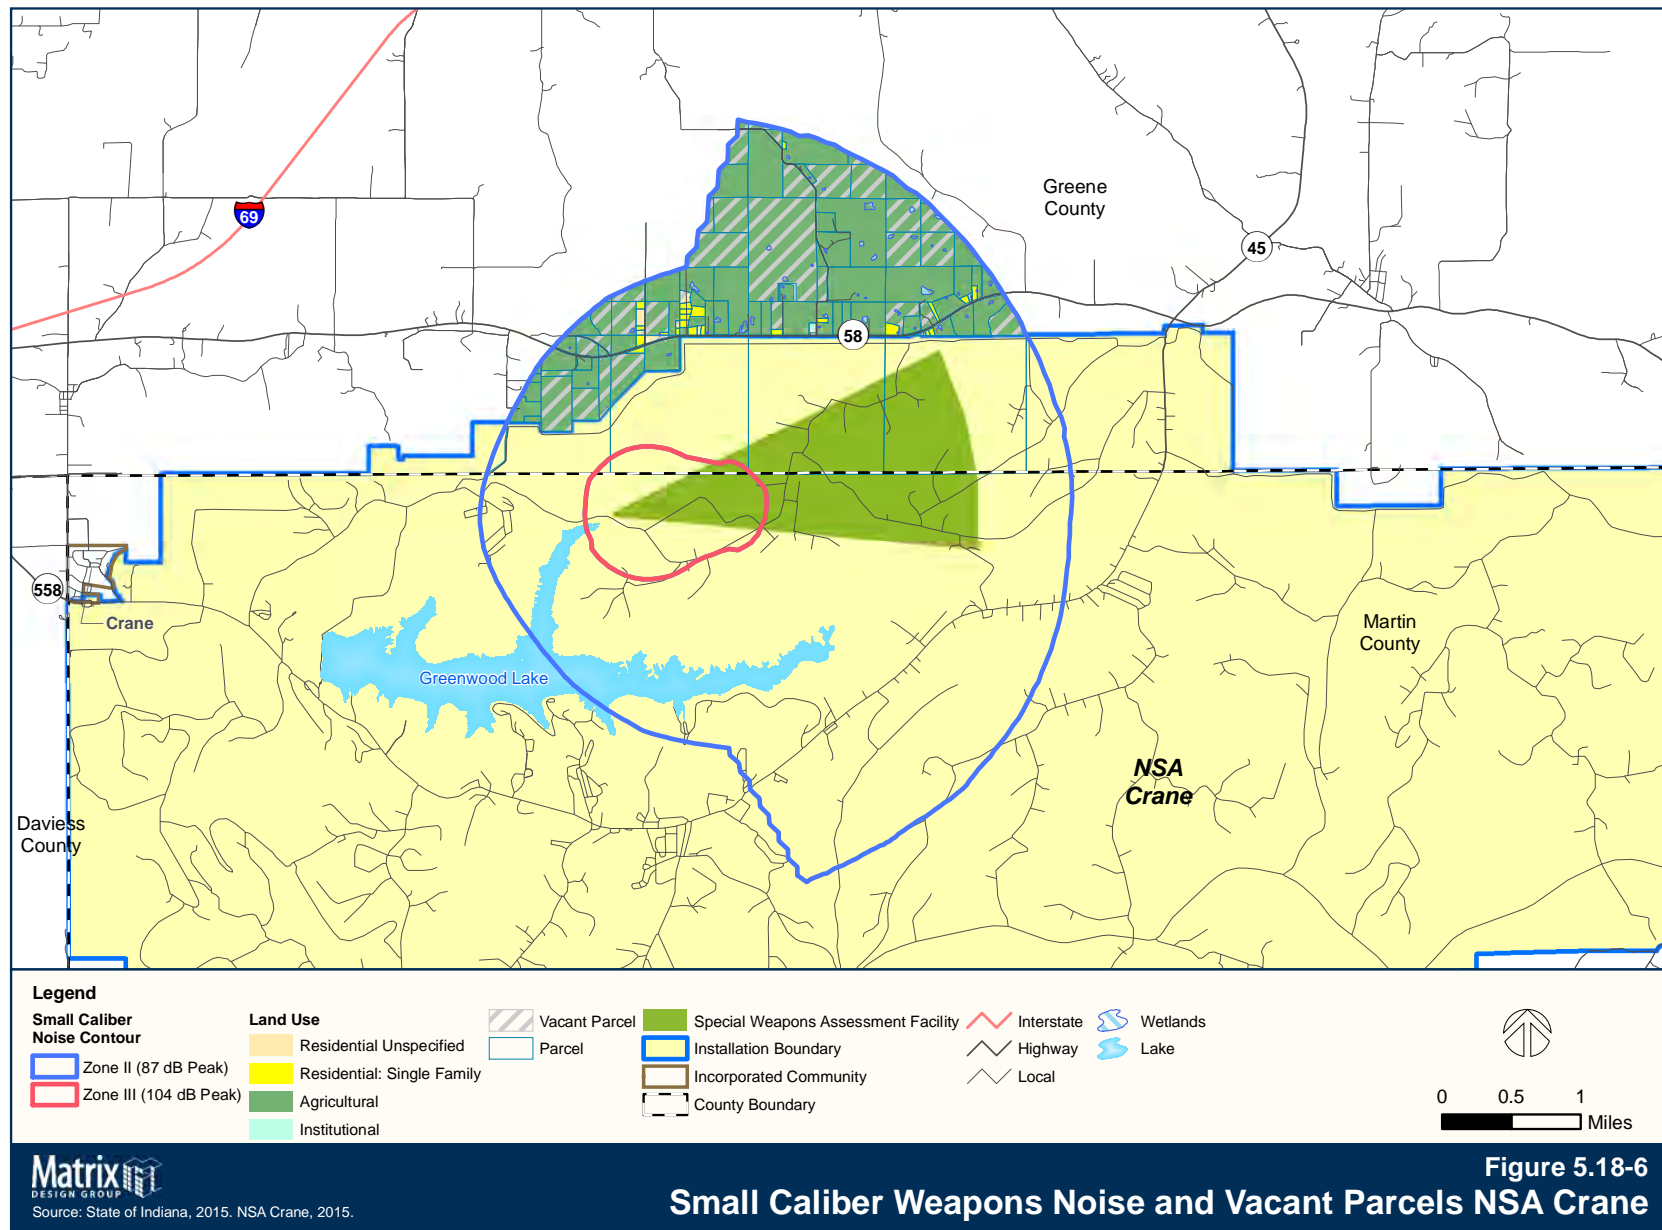 Greene
County
69
45
58
558
Crane
Greenwood Lake
Martin
County
NSA
Crane
Daviess
County
Legend
Small Caliber
Noise Contour
Zone II (87 dB Peak)
Zone III (104 dB Peak)
Land Use
Residential Unspecified
Residential: Single Family
Agricultural
Institutional
Vacant Parcel
Parcel
Special Weapons Assessment Facility
Installation Boundary
Incorporated Community
County Boundary
Interstate
Highway
Local
Wetlands
Lake
0 0.5 1
Miles
Matrix
DESIGN GROUP
Source: State of Indiana, 2015. NSA Crane, 2015.
Figure 5.18-6
Small Caliber Weapons Noise and Vacant Parcels NSA Crane